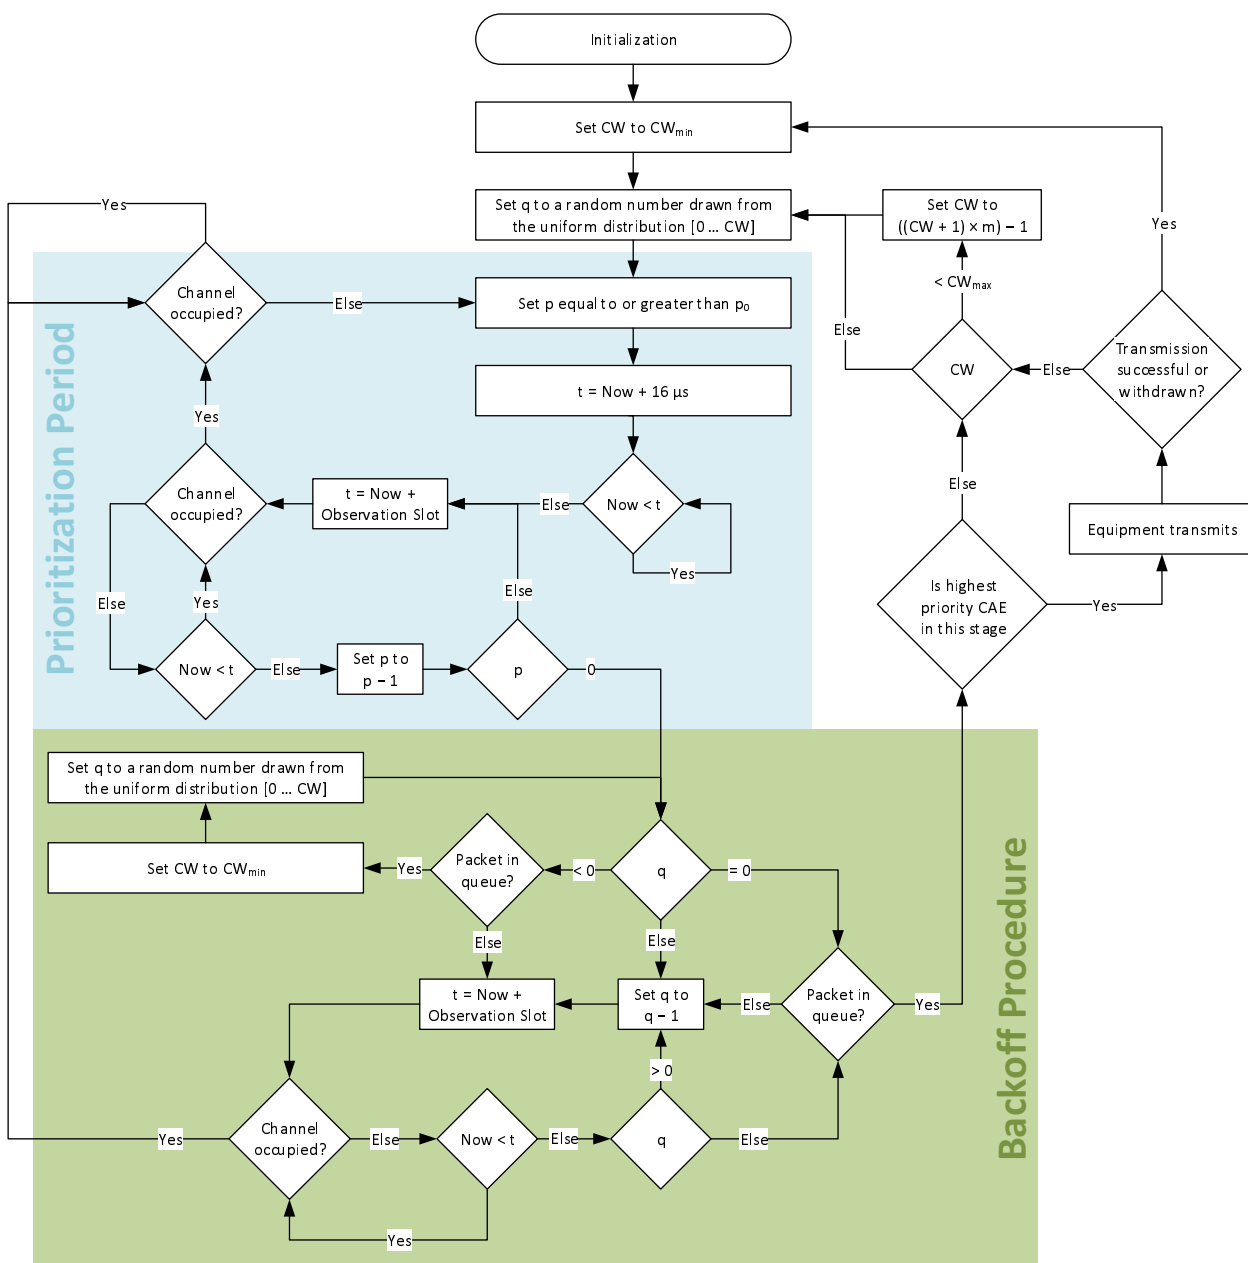 Initialization
Set CW to CWmin
Set q to a random number drawn from
the uniform distribution [0 ... CW]
Set CW to
((CW + 1) × m) – 1
Yes
Yes
< CWmax
Channel
occupied?
Else
Set p equal to or greater than p0
Else
Transmission
successful or
withdrawn?
Else
CW
t = Now + 16 µs
Yes
Prioritization Period
Channel
occupied?
t = Now +
Observation Slot
Else
Now < t
Else
Equipment transmits
Yes
Else
Yes
Else
Is highest
priority CAE
in this stage
Yes
Now < t
Else
Set p to
p – 1
p
0
Set q to a random number drawn from
the uniform distribution [0 ... CW]
Set CW to CWmin
Yes
Packet in
queue?
< 0
q
= 0
Else
Else
t = Now +
Observation Slot
Set q to
q – 1
Else
Packet in
queue?
Yes
Backoff Procedure
> 0
Yes
Channel
occupied?
Else
Now < t
Else
q
Else
Yes